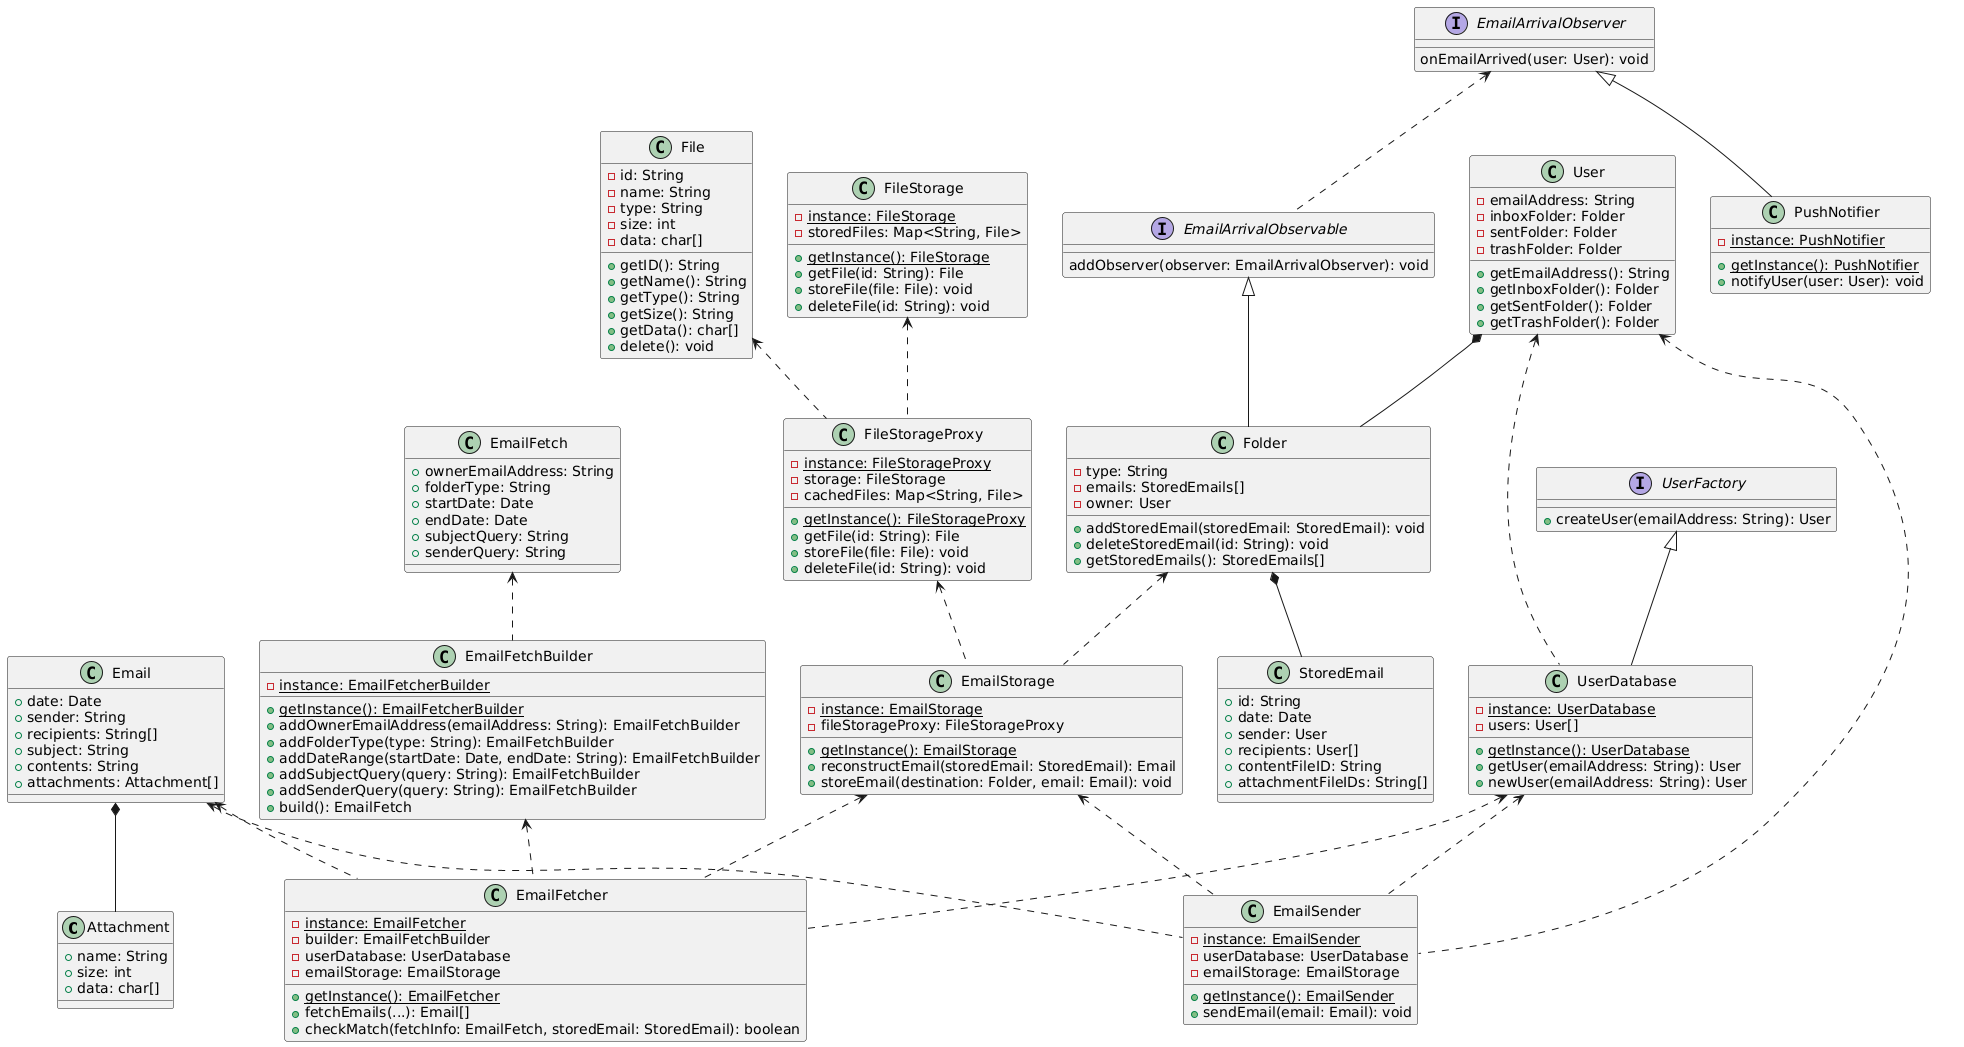 I EmailArrivalObserver
onEmailArrived(user: User): void
C File
id: String
name: String
type: String
size: int
data: char[]
getID(): String
getName(): String
getType(): String
getSize(): String
getData(): char[]
delete(): void
C FileStorage
instance: FileStorage
storedFiles: Map<String, File>
getInstance(): FileStorage
getFile(id: String): File
storeFile(file: File): void
deleteFile(id: String): void
I EmailArrivalObservable
addObserver(observer: EmailArrivalObserver): void
C User
emailAddress: String
inboxFolder: Folder
sentFolder: Folder
trashFolder: Folder
getEmailAddress(): String
getInboxFolder(): Folder
getSentFolder(): Folder
getTrashFolder(): Folder
C PushNotifier
instance: PushNotifier
getInstance(): PushNotifier
notifyUser(user: User): void
C EmailFetch
ownerEmailAddress: String
folderType: String
startDate: Date
endDate: Date
subjectQuery: String
senderQuery: String
C FileStorageProxy
instance: FileStorageProxy
storage: FileStorage
cachedFiles: Map<String, File>
getInstance(): FileStorageProxy
getFile(id: String): File
storeFile(file: File): void
deleteFile(id: String): void
C Folder
type: String
emails: StoredEmails[]
owner: User
addStoredEmail(storedEmail: StoredEmail): void
deleteStoredEmail(id: String): void
getStoredEmails(): StoredEmails[]
I UserFactory
createUser(emailAddress: String): User
C Email
date: Date
sender: String
recipients: String[]
subject: String
contents: String
attachments: Attachment[]
C EmailFetchBuilder
instance: EmailFetcherBuilder
getInstance(): EmailFetcherBuilder
addOwnerEmailAddress(emailAddress: String): EmailFetchBuilder
addFolderType(type: String): EmailFetchBuilder
addDateRange(startDate: Date, endDate: String): EmailFetchBuilder
addSubjectQuery(query: String): EmailFetchBuilder
addSenderQuery(query: String): EmailFetchBuilder
build(): EmailFetch
C EmailStorage
instance: EmailStorage
fileStorageProxy: FileStorageProxy
getInstance(): EmailStorage
reconstructEmail(storedEmail: StoredEmail): Email
storeEmail(destination: Folder, email: Email): void
C StoredEmail
id: String
date: Date
sender: User
recipients: User[]
contentFileID: String
attachmentFileIDs: String[]
C UserDatabase
instance: UserDatabase
users: User[]
getInstance(): UserDatabase
getUser(emailAddress: String): User
newUser(emailAddress: String): User
C Attachment
name: String
size: int
data: char[]
C EmailFetcher
instance: EmailFetcher
builder: EmailFetchBuilder
userDatabase: UserDatabase
emailStorage: EmailStorage
getInstance(): EmailFetcher
fetchEmails(...): Email[]
checkMatch(fetchInfo: EmailFetch, storedEmail: StoredEmail): boolean
C EmailSender
instance: EmailSender
userDatabase: UserDatabase
emailStorage: EmailStorage
getInstance(): EmailSender
sendEmail(email: Email): void